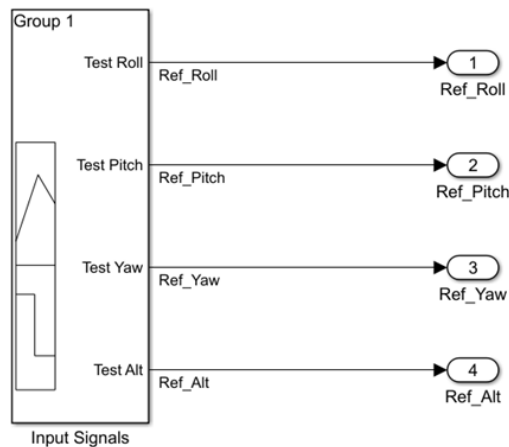 Group 1
Test Roll
Ref_Roll
1
Ref_Roll
Test Pitch
Ref_Pitch
2
Ref_Pitch
Test Yaw
Ref_Yaw
3
Ref_Yaw
Test Alt
Ref_Alt
4
Ref_Alt
Input Signals